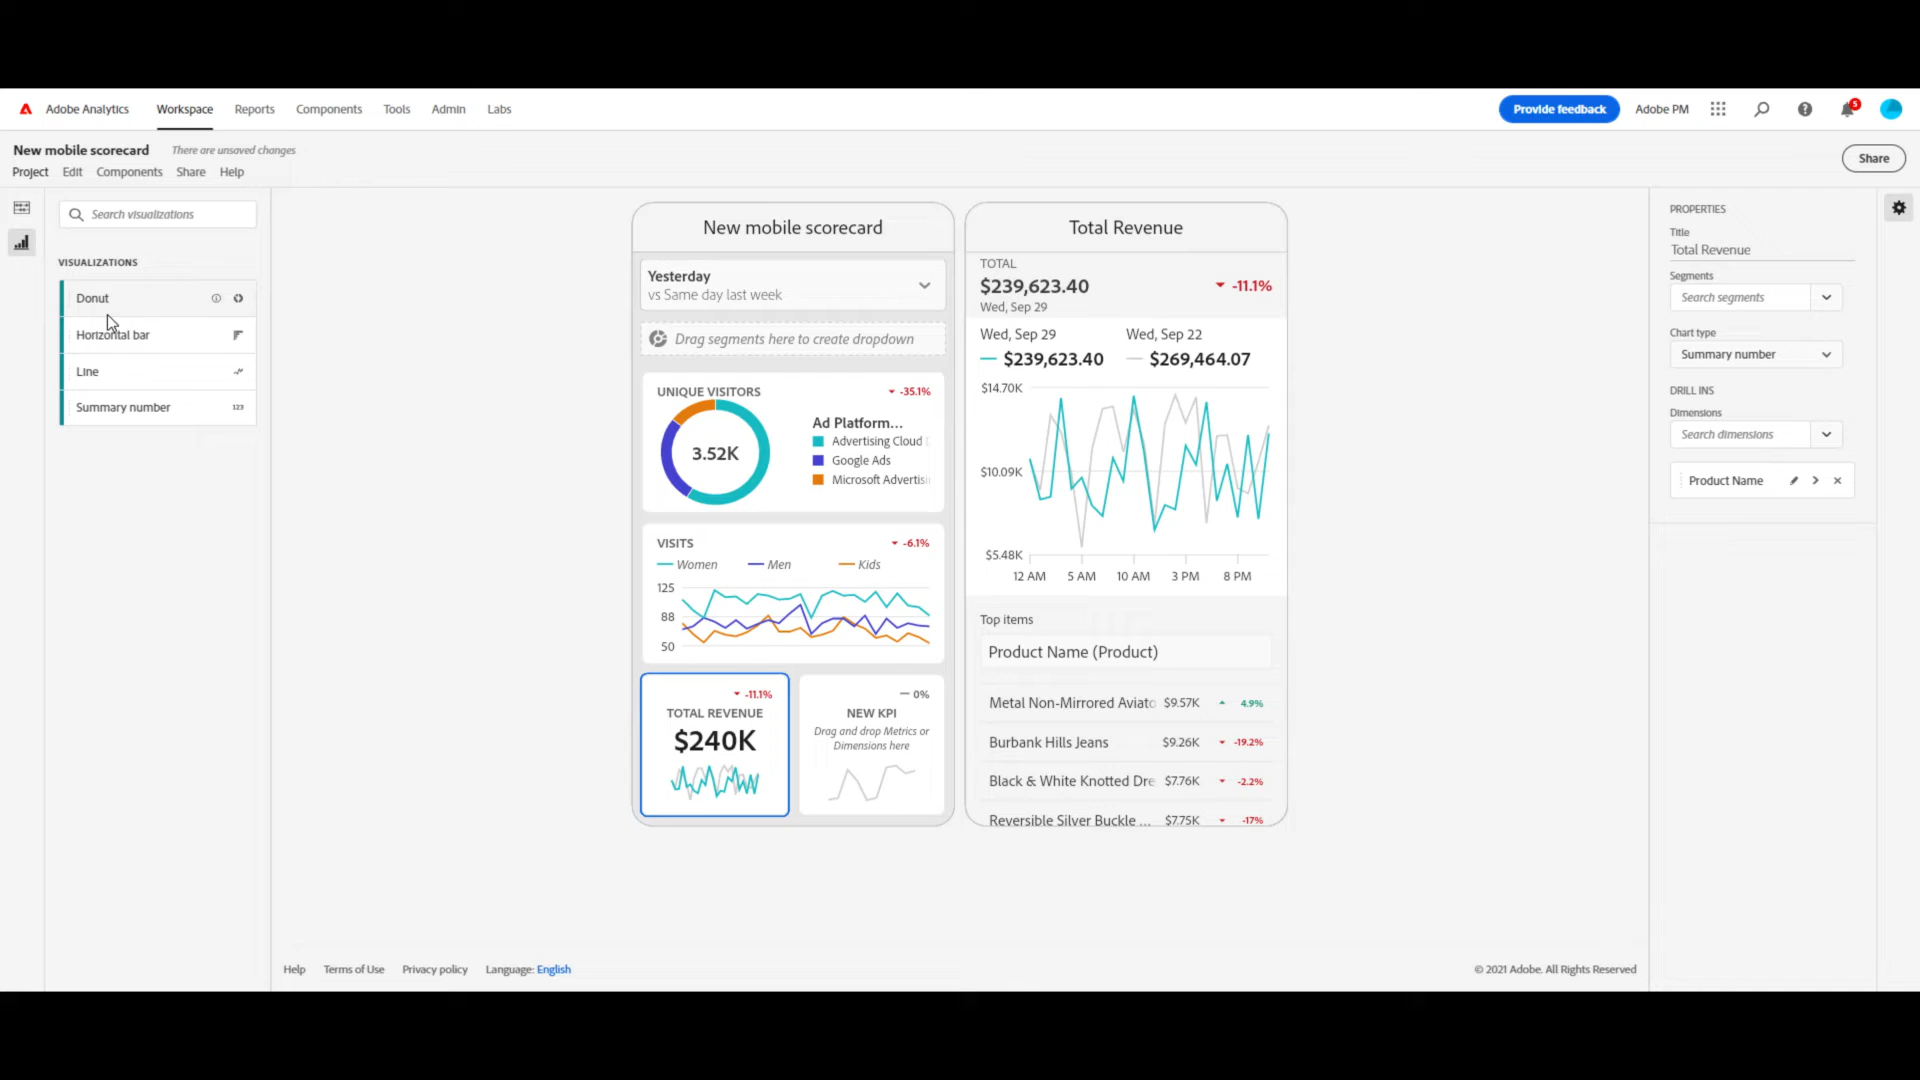 Adobe Analytics Workspace Reports Components Tools Admin Labs Provide feedback Adobe PM 5
New mobile scorecard There are unsaved changes
Project Edit Components Share Help Share
Search visualizations
VISUALIZATIONS
Donut
Horizontal bar
Line
Summary number 123
New mobile scorecard
Yesterday
vs Same day last week
Drag segments here to create dropdown
UNIQUE VISITORS -35.1%
3.52K
Ad Platform...
Advertising Cloud
Google Ads
Microsoft Advertisi
VISITS -6.1%
Women Men Kids
125
88
50
-11.1%
TOTAL REVENUE
$240K
0%
NEW KPI
Drag and drop Metrics or
Dimensions here
Total Revenue
TOTAL
$239,623.40 -11.1%
Wed, Sep 29
Wed, Sep 29 Wed, Sep 22
$239,623.40 $269,464.07
$14.70K
$10.09K
$5.48K
12 AM 5 AM 10 AM 3 PM 8 PM
Top items
Product Name (Product)
Metal Non-Mirrored Aviato $9.57K 4.9%
Burbank Hills Jeans $9.26K -19.2%
Black & White Knotted Dre $7.76K -2.2%
Reversible Silver Buckle ... $7.75K -17%
PROPERTIES
Title
Total Revenue
Segments
Search segments
Chart type
Summary number
DRILL INS
Dimensions
Search dimensions
Product Name
Help Terms of Use Privacy policy Language: English © 2021 Adobe. All Rights Reserved